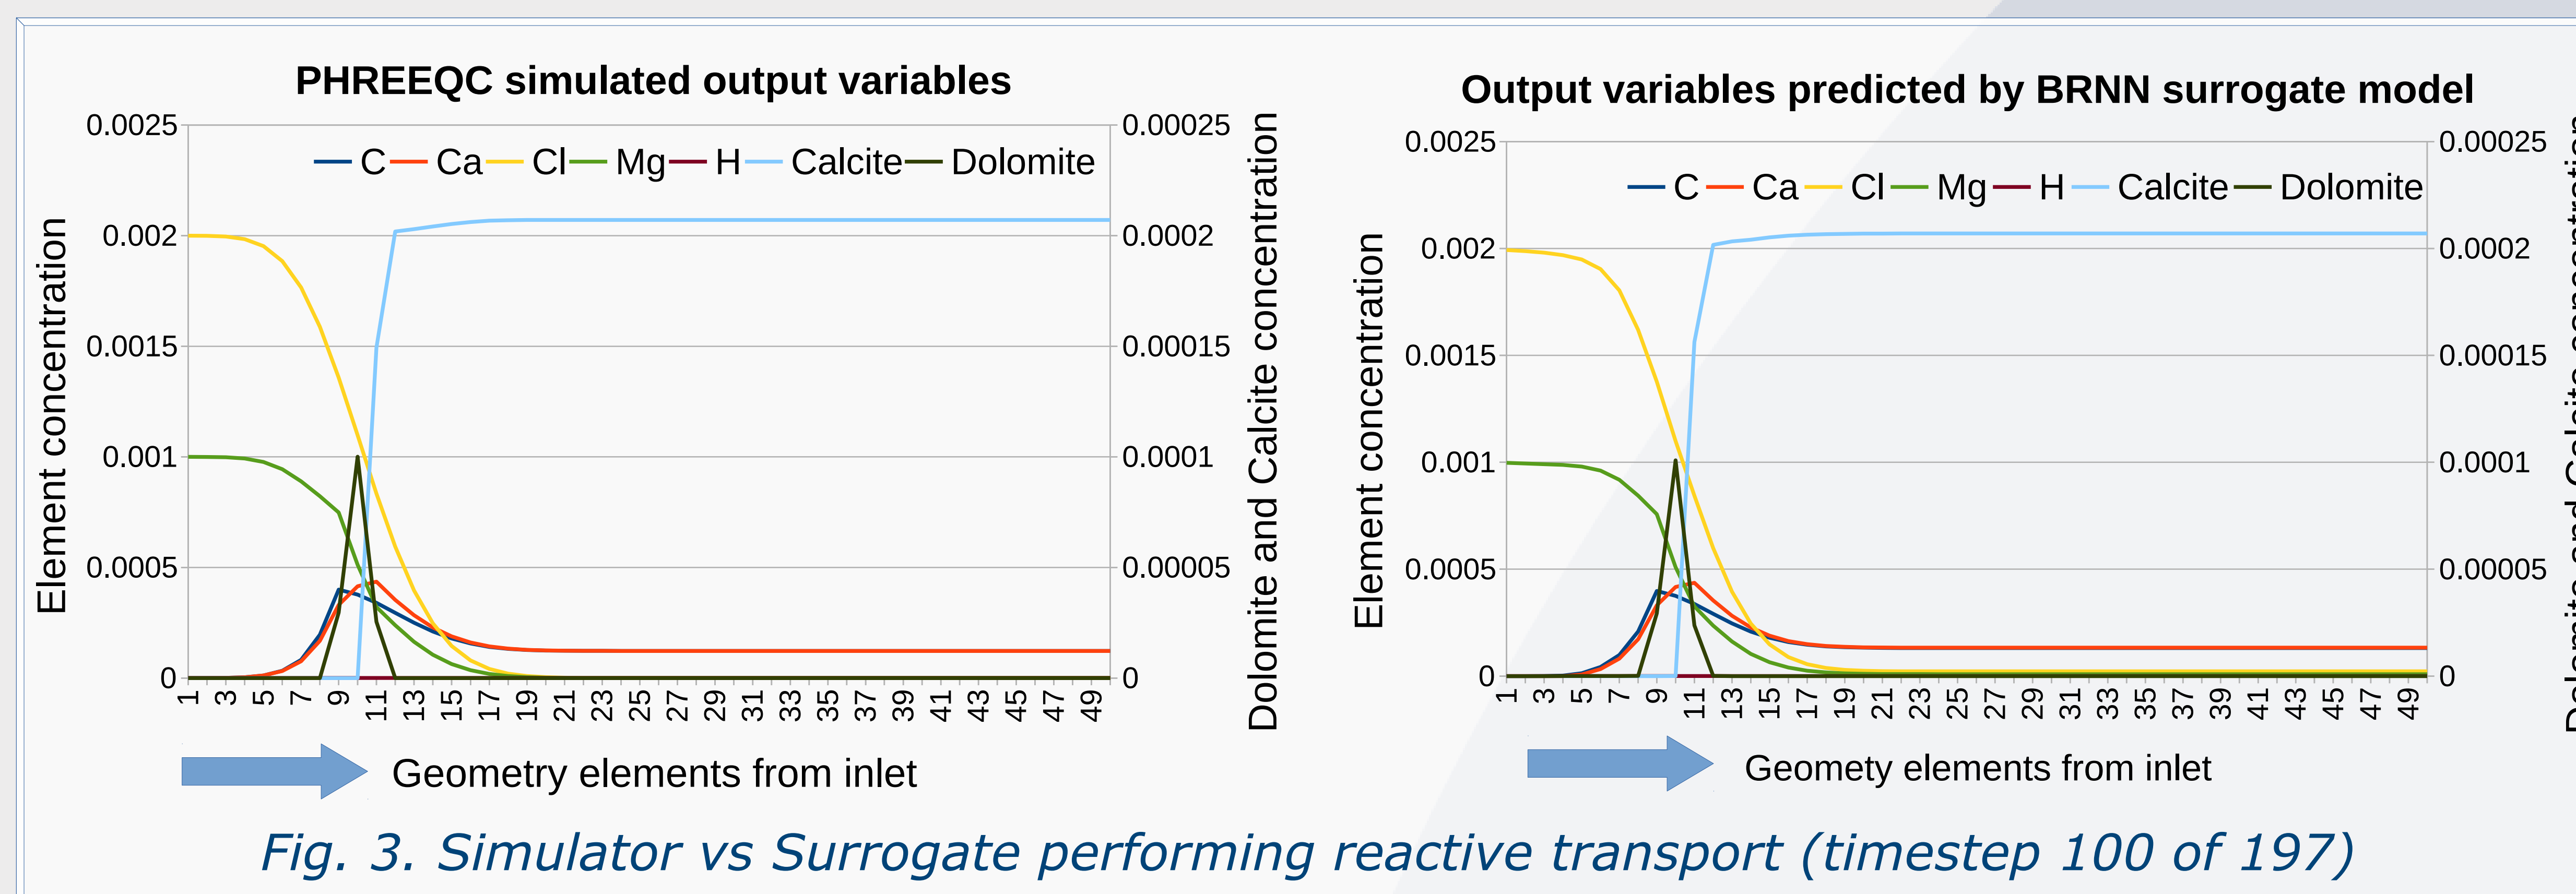 PHREEQC simulated output variables
0.0025
0.002
0.0015
0.001
0.0005
0
Element concentration
C Ca Cl Mg H Calcite Dolomite
0.00025
0.0002
0.00015
0.0001
0.00005
0
Dolomite and Calcite concentration
1 3 5 7 9 11 13 15 17 19 21 23 25 27 29 31 33 35 37 39 41 43 45 47 49
Geometry elements from inlet
Output variables predicted by BRNN surrogate model
0.0025
0.002
0.0015
0.001
0.0005
0
Element concentration
C Ca Cl Mg H Calcite Dolomite
0.00025
0.0002
0.00015
0.0001
0.00005
0
Dolomite and Calcite concentration
1 3 5 7 9 11 13 15 17 19 21 23 25 27 29 31 33 35 37 39 41 43 45 47 49
Geomety elements from inlet
Fig. 3. Simulator vs Surrogate performing reactive transport (timestep 100 of 197)